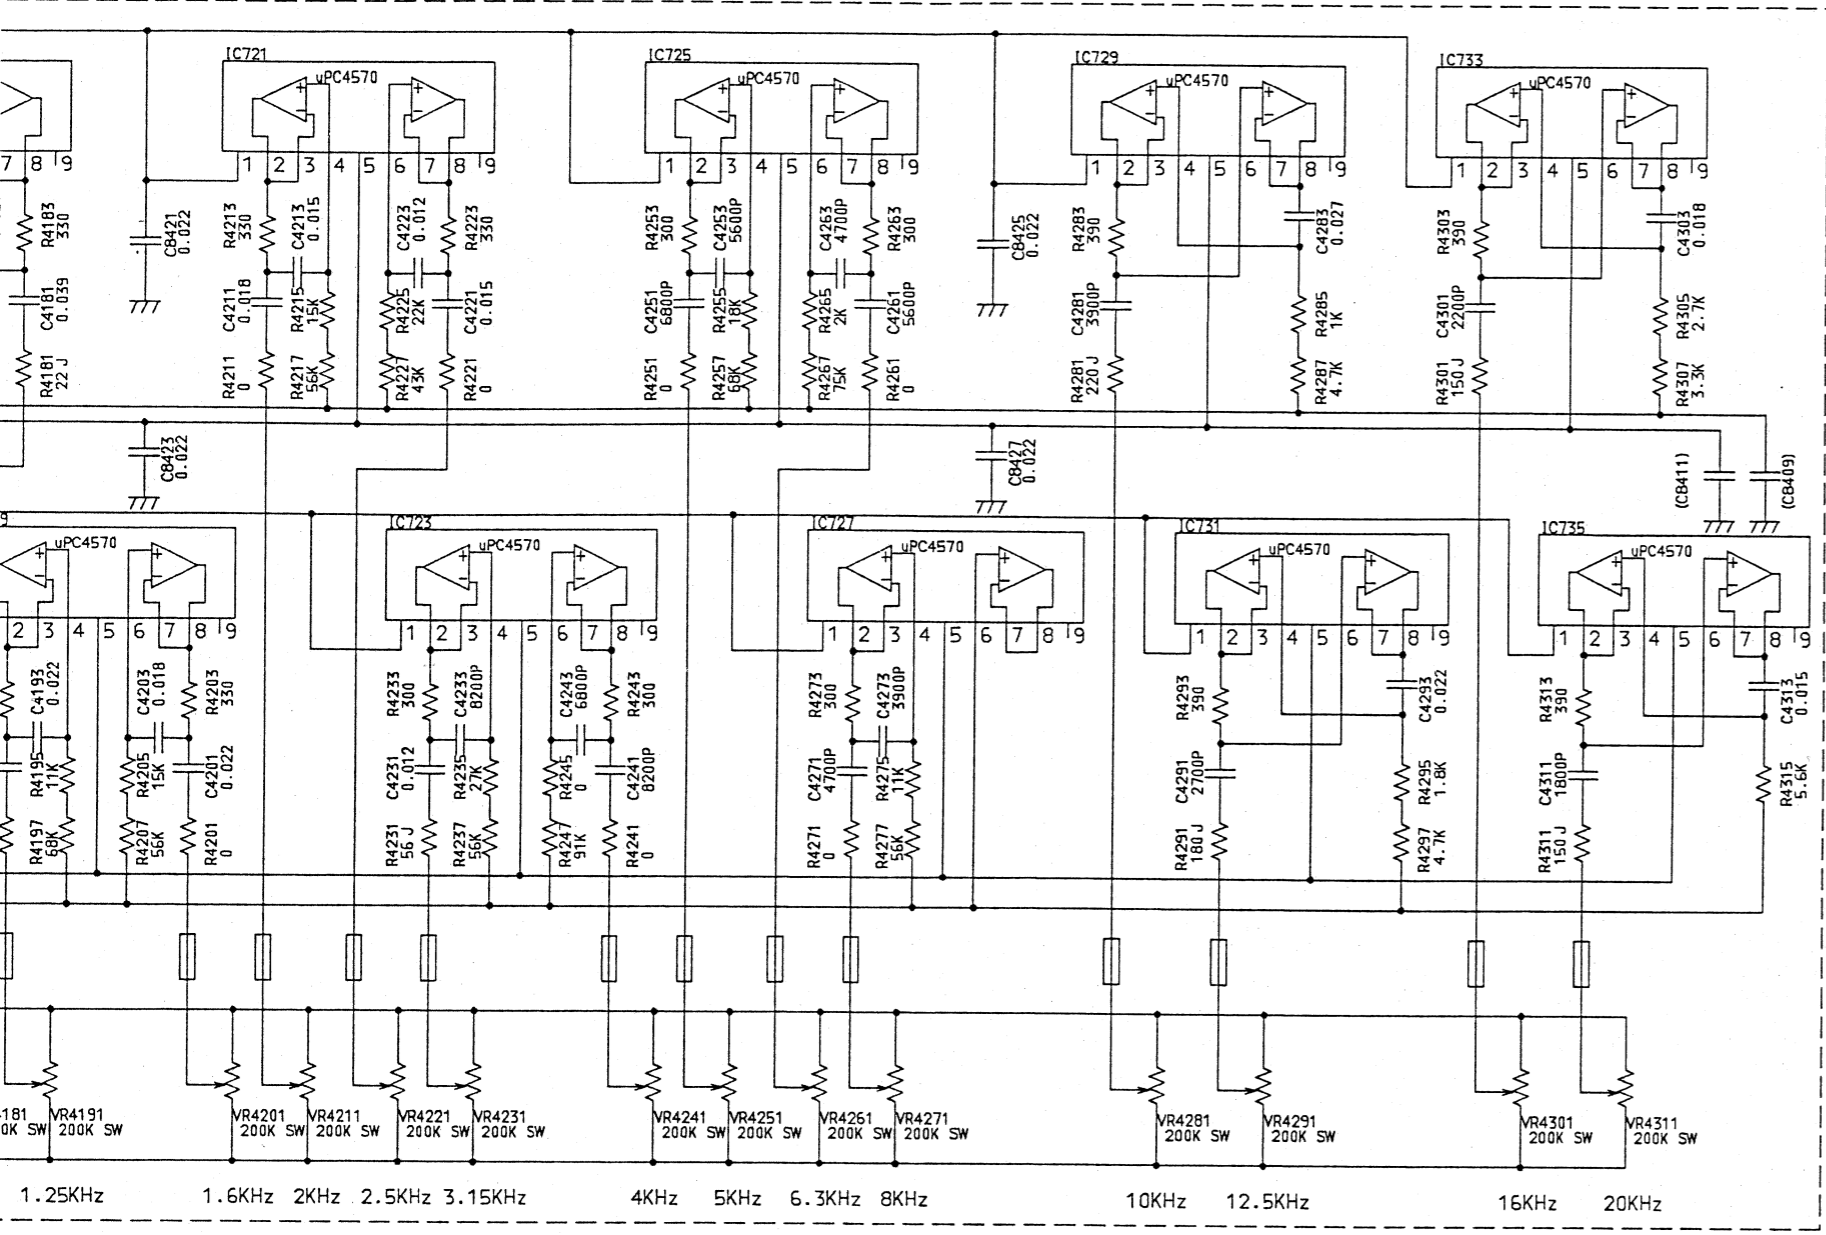 IC721
uPC4570
IC725
uPC4570
IC729
uPC4570
IC733
uPC4570
7 8 9
1 2 3 4 5 6 7 8 9
1 2 3 4 5 6 7 8 9
1 2 3 4 5 6 7 8 9
1 2 3 4 5 6 7 8 9
R4183
330
C8421
0.022
R4213
330
C4213
0.015
C4223
0.012
R4223
330
R4253
300
C4253
5600P
C4263
4700P
R4263
300
C8425
0.022
R4283
390
C4283
0.027
R4303
390
C4303
0.018
C4181
0.039
C4211
0.018
R4215
15K
R4225
22K
C4221
0.015
C4251
6800P
R4255
18K
R4265
2K
C4261
5600P
C4281
3900P
R4285
1K
C4301
2200P
R4305
2.7K
R4181
22J
R4211
0
R4217
56K
R4227
43K
R4221
0
R4251
0
R4257
68K
R4267
75K
R4261
0
R4281
220J
R4287
4.7K
R4301
150J
R4307
3.3K
C8423
0.022
C8427
0.022
(C8411)
(C8409)
9
uPC4570
IC723
uPC4570
IC727
uPC4570
IC731
uPC4570
IC735
uPC4570
2 3 4 5 6 7 8 9
1 2 3 4 5 6 7 8 9
1 2 3 4 5 6 7 8 9
1 2 3 4 5 6 7 8 9
1 2 3 4 5 6 7 8 9
C4193
0.022
C4203
0.018
R4203
330
R4233
300
C4233
8200P
C4243
6800P
R4243
300
R4273
300
C4273
3900P
R4293
390
C4293
0.022
R4313
390
C4313
0.015
R4195
11K
R4205
15K
C4201
0.022
C4231
0.012
R4235
27K
R4245
0
C4241
8200P
C4271
4700P
R4275
11K
C4291
2700P
R4295
1.8K
C4311
1800P
R4315
5.6K
R4197
68K
R4207
56K
R4201
0
R4231
56J
R4237
56K
R4247
91K
R4241
0
R4271
0
R4277
56K
R4291
180J
R4297
4.7K
R4311
150J
4181
0K SW
VR4191
200K SW
VR4201
200K SW
VR4211
200K SW
VR4221
200K SW
VR4231
200K SW
VR4241
200K SW
VR4251
200K SW
VR4261
200K SW
VR4271
200K SW
VR4281
200K SW
VR4291
200K SW
VR4301
200K SW
VR4311
200K SW
1.25KHz 1.6KHz 2KHz 2.5KHz 3.15KHz 4KHz 5KHz 6.3KHz 8KHz 10KHz 12.5KHz 16KHz 20KHz